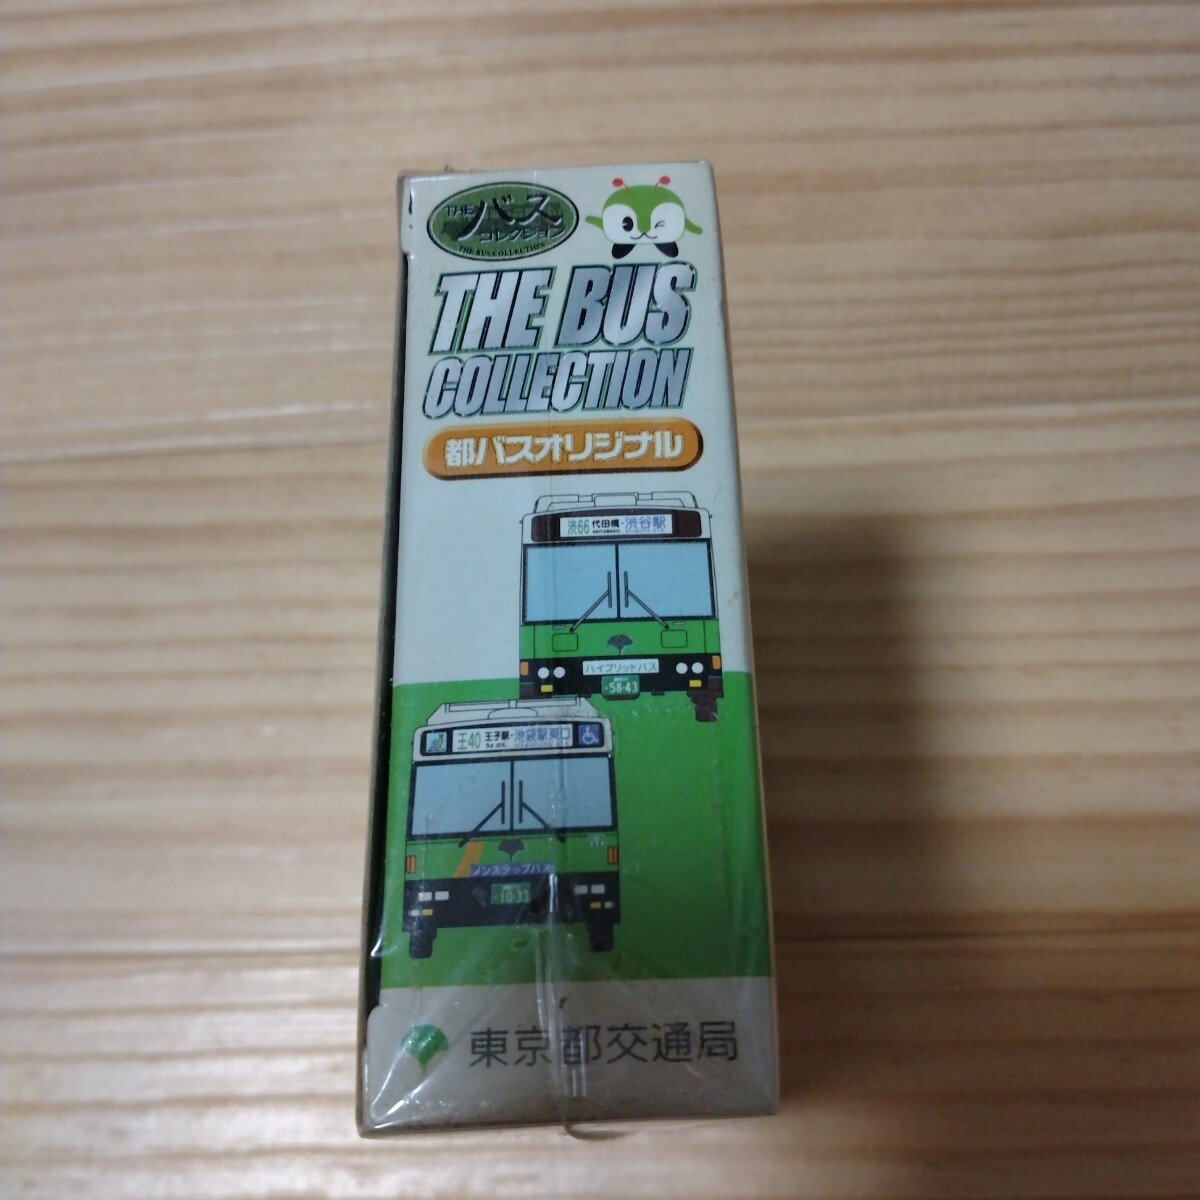 THE バス
コレクション
THE BUS COLLECTION
THE BUS
COLLECTION
都バスオリジナル
渋66 代田橋-渋谷駅
ハイブリッドバス
・58-43
王40 王子駅-池袋駅東口
ノンステップバス
・10-33
東京都交通局